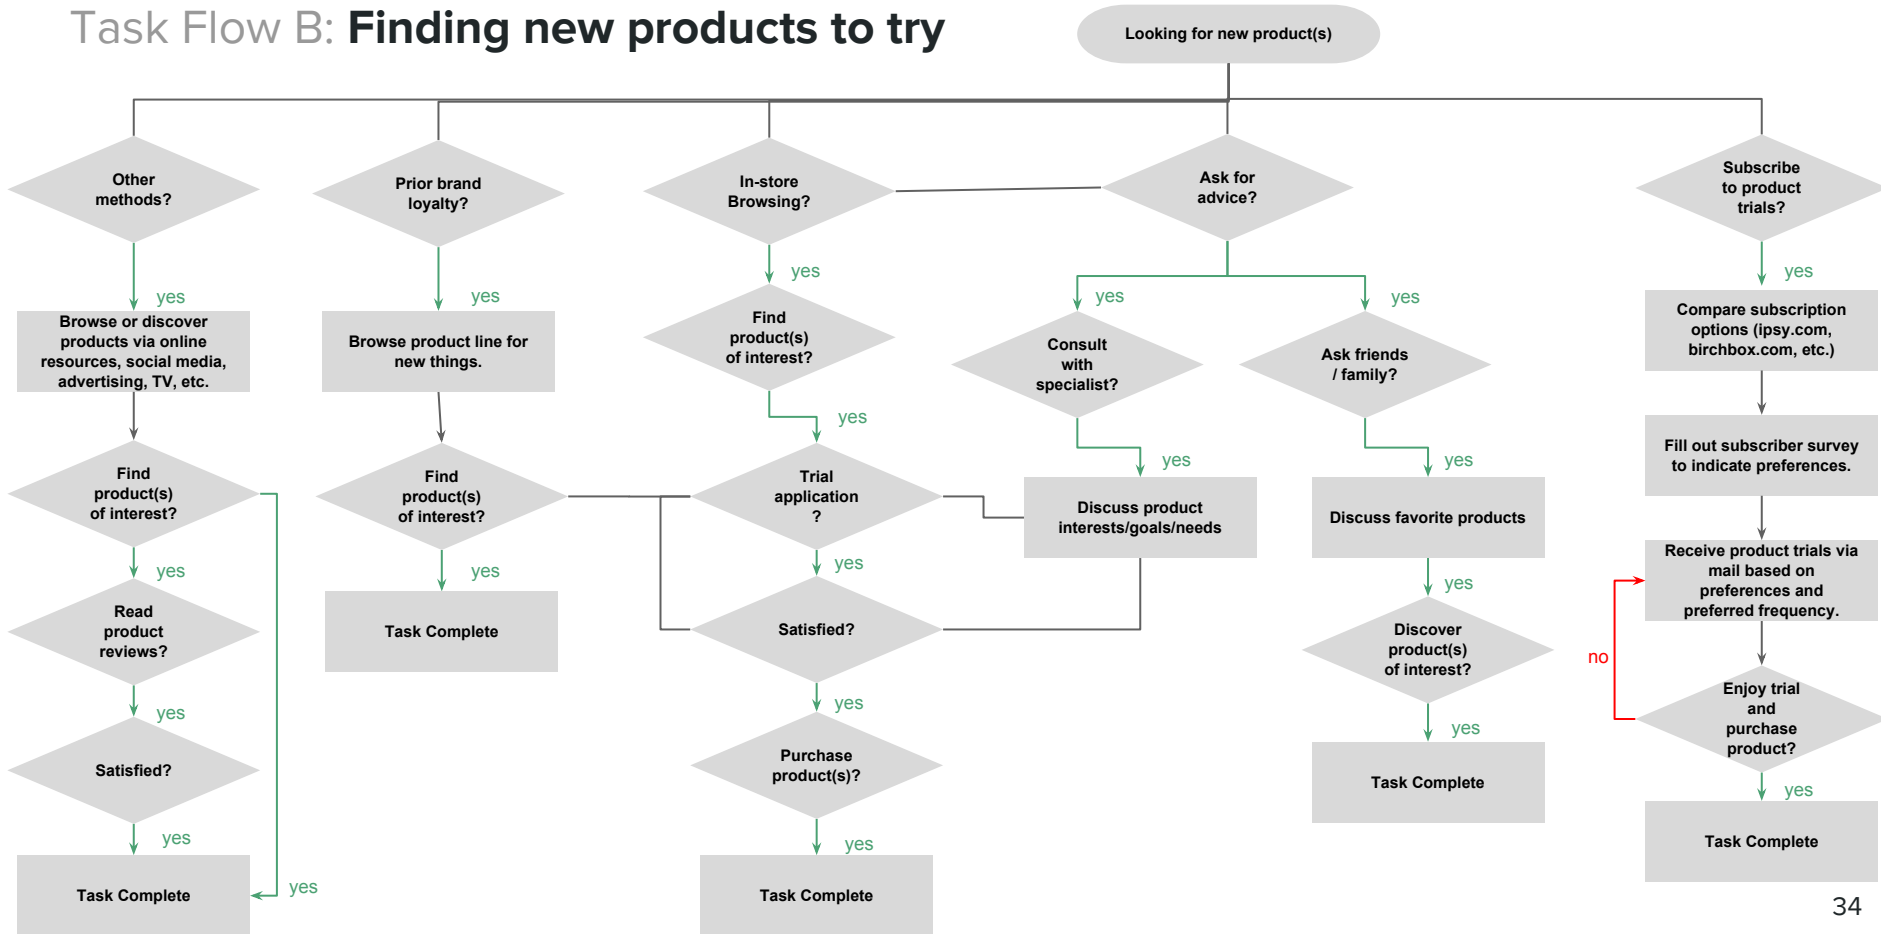 Task Flow B: Finding new products to try
Looking for new product(s)
Other
methods?
yes
Browse or discover
products via online
resources, social media,
advertising, TV, etc.
Find
product(s)
of interest?
yes
Read
product
reviews?
yes
Satisfied?
yes
Task Complete
yes
Prior brand
loyalty?
yes
Browse product line for
new things.
Find
product(s)
of interest?
yes
Task Complete
In-store
Browsing?
yes
Find
product(s)
of interest?
yes
Trial
application
?
yes
Satisfied?
yes
Purchase
product(s)?
yes
Task Complete
Ask for
advice?
yes
Consult
with
specialist?
yes
Discuss product
interests/goals/needs
yes
Ask friends
/ family?
yes
Discuss favorite products
yes
Discover
product(s)
of interest?
yes
Task Complete
Subscribe
to product
trials?
yes
Compare subscription
options (ipsy.com,
birchbox.com, etc.)
Fill out subscriber survey
to indicate preferences.
Receive product trials via
mail based on
preferences and
preferred frequency.
no
Enjoy trial
and
purchase
product?
yes
Task Complete
34